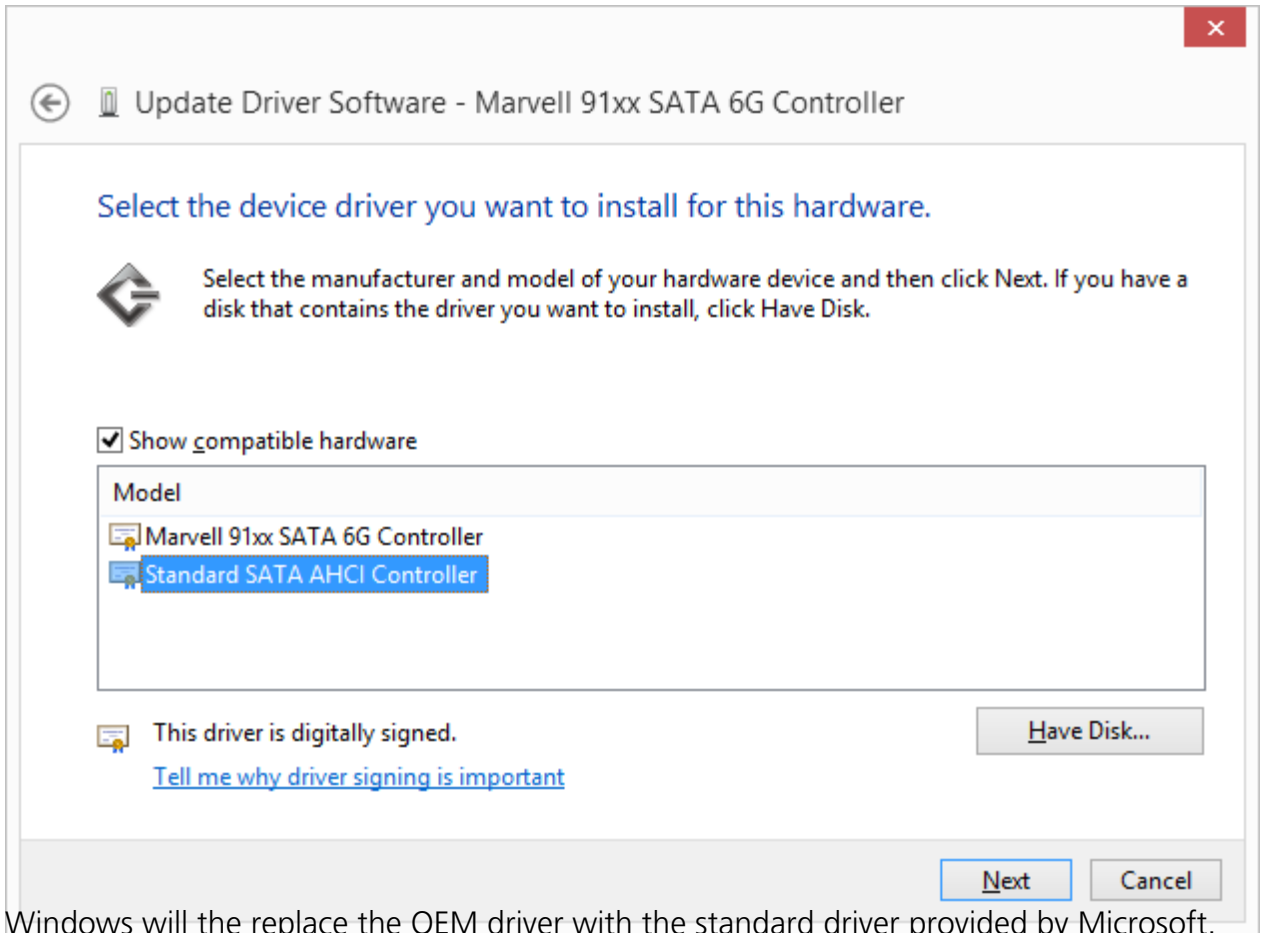 Update Driver Software - Marvell 91xx SATA 6G Controller
Select the device driver you want to install for this hardware.
Select the manufacturer and model of your hardware device and then click Next. If you have a
disk that contains the driver you want to install, click Have Disk.
Show compatible hardware
Model
Marvell 91xx SATA 6G Controller
Standard SATA AHCI Controller
This driver is digitally signed.
Have Disk...
Tell me why driver signing is important
Next
Cancel
Windows will the replace the OEM driver with the standard driver provided by Microsoft.